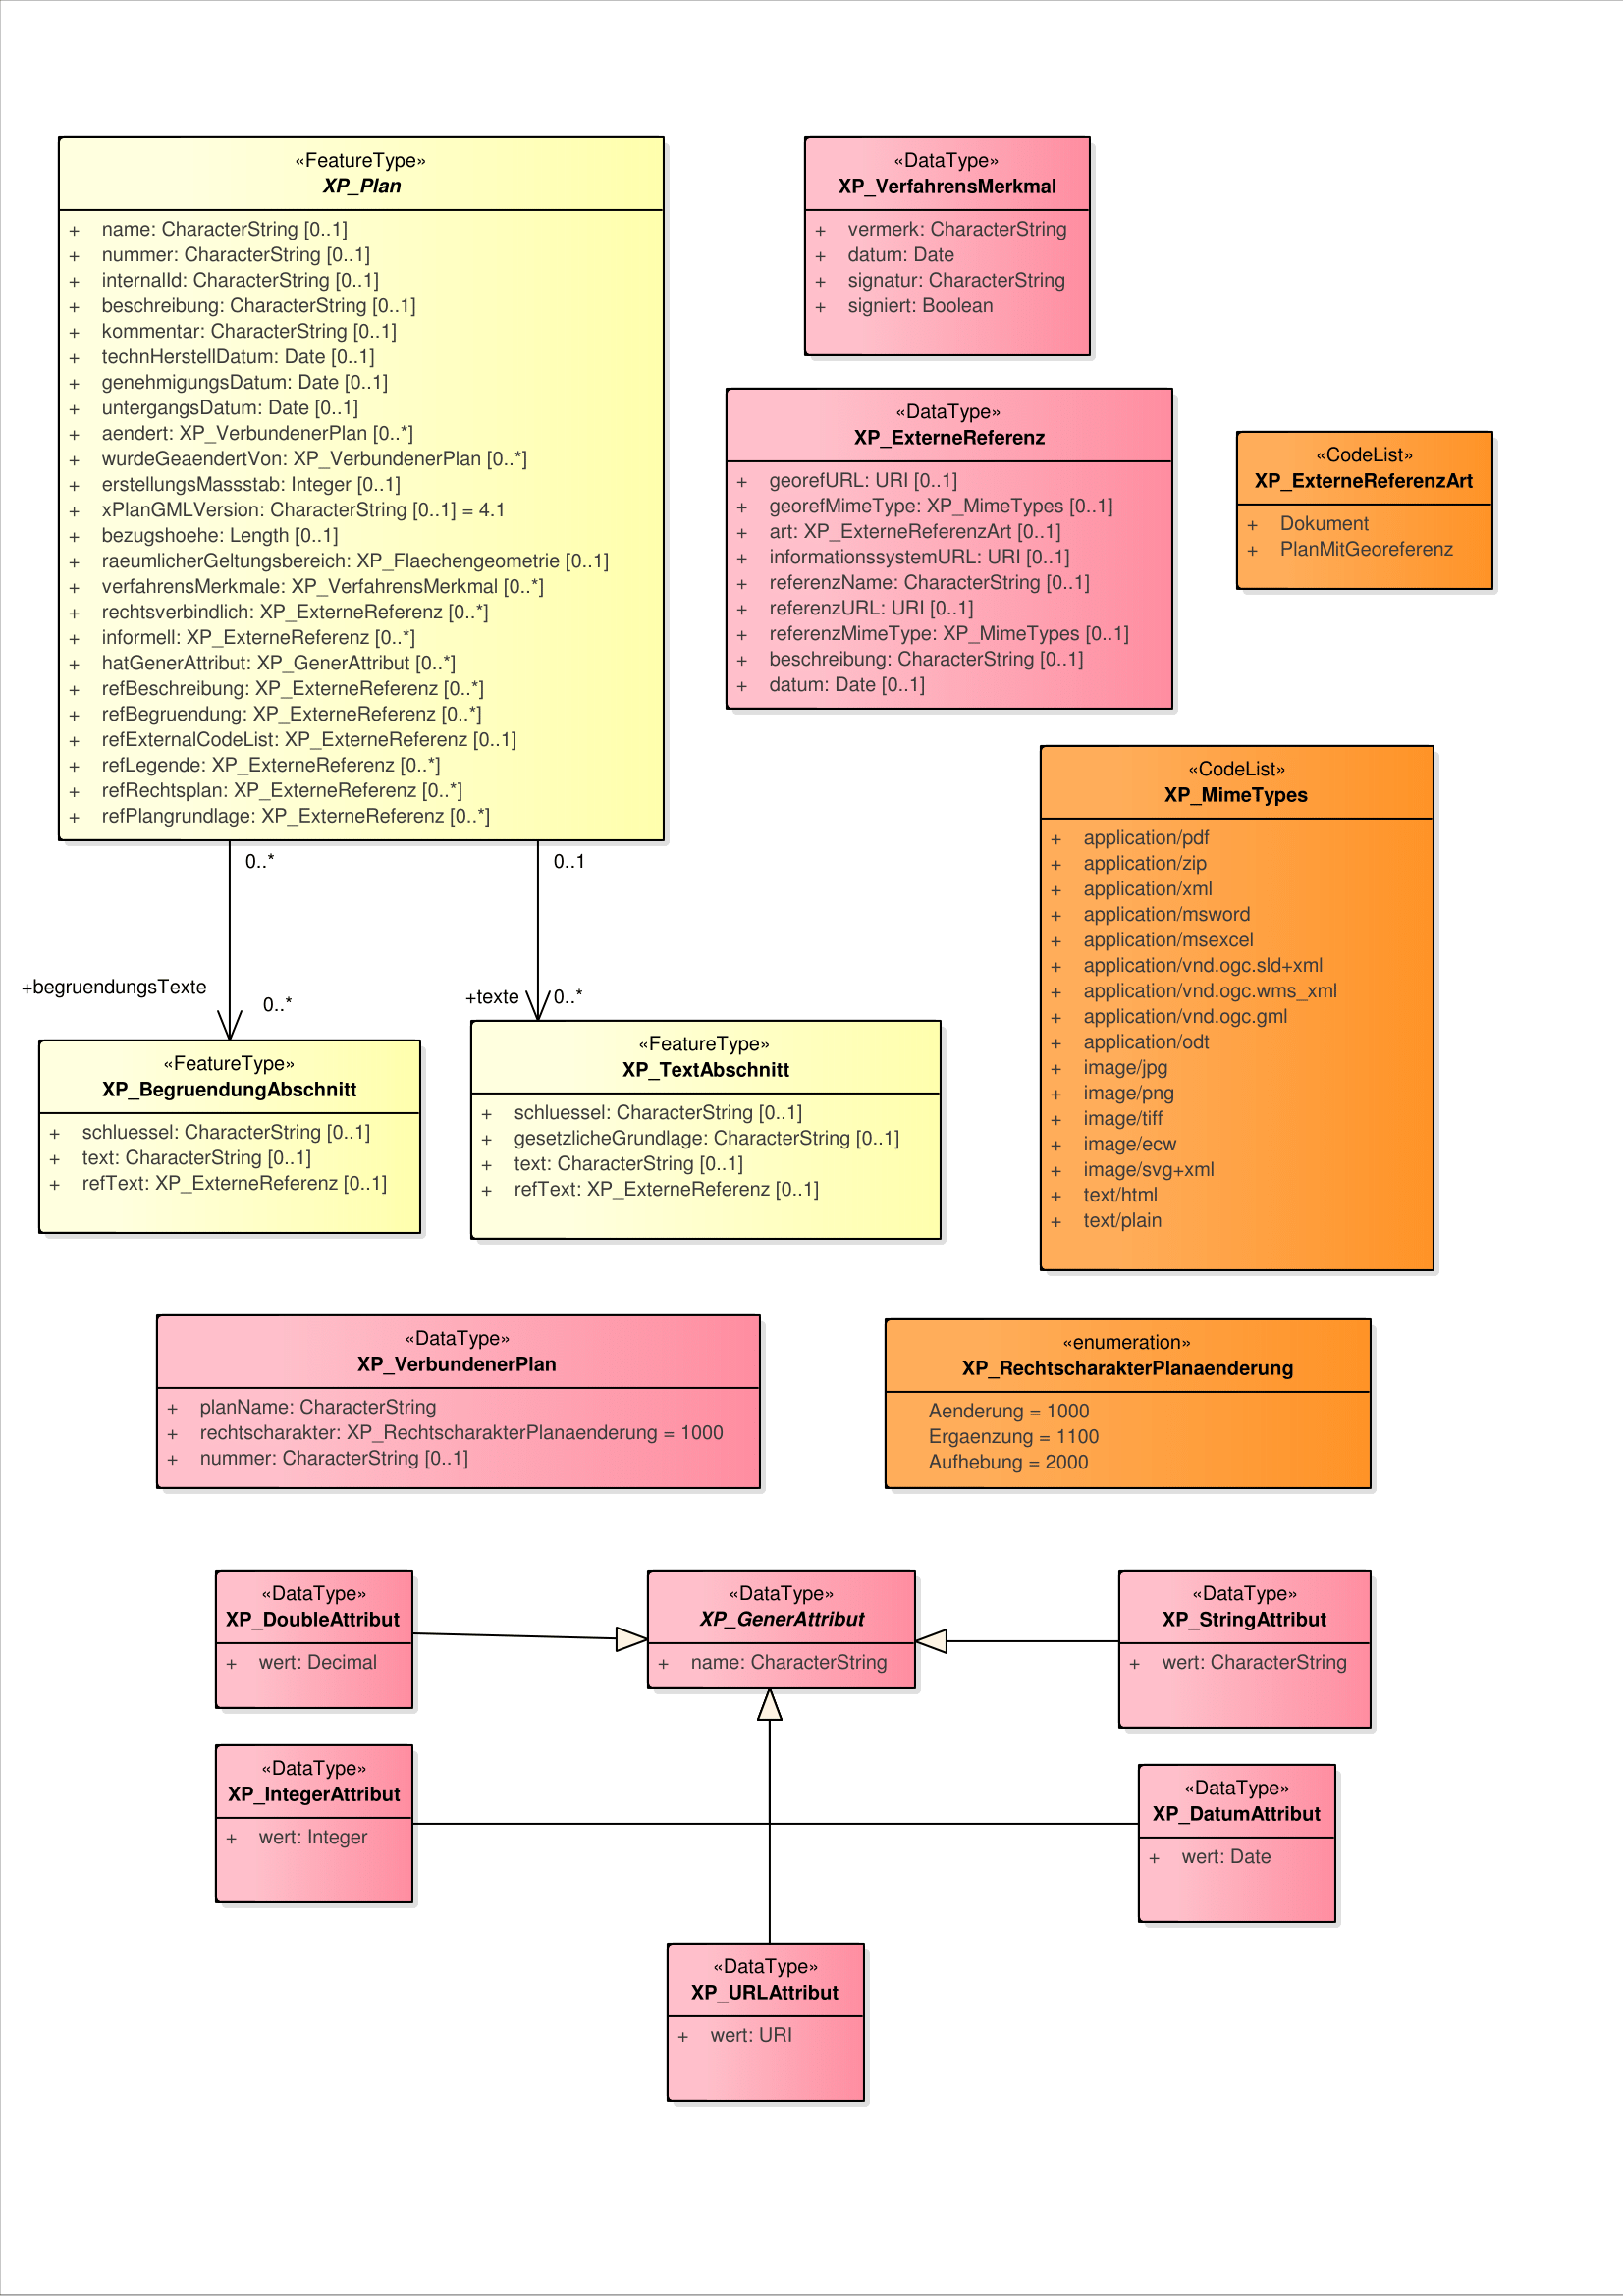 «FeatureType»
XP_Plan
+ name: CharacterString [0..1]
+ nummer: CharacterString [0..1]
+ internalId: CharacterString [0..1]
+ beschreibung: CharacterString [0..1]
+ kommentar: CharacterString [0..1]
+ technHerstellDatum: Date [0..1]
+ genehmigungsDatum: Date [0..1]
+ untergangsDatum: Date [0..1]
+ aendert: XP_VerbundenerPlan [0..*]
+ wurdeGeaendertVon: XP_VerbundenerPlan [0..*]
+ erstellungsMassstab: Integer [0..1]
+ xPlanGMLVersion: CharacterString [0..1] = 4.1
+ bezugshoehe: Length [0..1]
+ raeumlicherGeltungsbereich: XP_Flaechengeometrie [0..1]
+ verfahrensMerkmale: XP_VerfahrensMerkmal [0..*]
+ rechtsverbindlich: XP_ExterneReferenz [0..*]
+ informell: XP_ExterneReferenz [0..*]
+ hatGenerAttribut: XP_GenerAttribut [0..*]
+ refBeschreibung: XP_ExterneReferenz [0..*]
+ refBegruendung: XP_ExterneReferenz [0..*]
+ refExternalCodeList: XP_ExterneReferenz [0..1]
+ refLegende: XP_ExterneReferenz [0..*]
+ refRechtsplan: XP_ExterneReferenz [0..*]
+ refPlangrundlage: XP_ExterneReferenz [0..*]
«DataType»
XP_VerfahrensMerkmal
+ vermerk: CharacterString
+ datum: Date
+ signatur: CharacterString
+ signiert: Boolean
«DataType»
XP_ExterneReferenz
+ georefURL: URI [0..1]
+ georefMimeType: XP_MimeTypes [0..1]
+ art: XP_ExterneReferenzArt [0..1]
+ informationssystemURL: URI [0..1]
+ referenzName: CharacterString [0..1]
+ referenzURL: URI [0..1]
+ referenzMimeType: XP_MimeTypes [0..1]
+ beschreibung: CharacterString [0..1]
+ datum: Date [0..1]
«CodeList»
XP_ExterneReferenzArt
+ Dokument
+ PlanMitGeoreferenz
«CodeList»
XP_MimeTypes
+ application/pdf
+ application/zip
+ application/xml
+ application/msword
+ application/msexcel
+ application/vnd.ogc.sld+xml
+ application/vnd.ogc.wms_xml
+ application/vnd.ogc.gml
+ application/odt
+ image/jpg
+ image/png
+ image/tiff
+ image/ecw
+ image/svg+xml
+ text/html
+ text/plain
0..*
0..1
+begruendungsTexte
0..*
+texte
0..*
«FeatureType»
XP_BegruendungAbschnitt
+ schluessel: CharacterString [0..1]
+ text: CharacterString [0..1]
+ refText: XP_ExterneReferenz [0..1]
«FeatureType»
XP_TextAbschnitt
+ schluessel: CharacterString [0..1]
+ gesetzlicheGrundlage: CharacterString [0..1]
+ text: CharacterString [0..1]
+ refText: XP_ExterneReferenz [0..1]
«DataType»
XP_VerbundenerPlan
+ planName: CharacterString
+ rechtscharakter: XP_RechtscharakterPlanaenderung = 1000
+ nummer: CharacterString [0..1]
«enumeration»
XP_RechtscharakterPlanaenderung
Aenderung = 1000
Ergaenzung = 1100
Aufhebung = 2000
«DataType»
XP_DoubleAttribut
+ wert: Decimal
«DataType»
XP_GenerAttribut
+ name: CharacterString
«DataType»
XP_StringAttribut
+ wert: CharacterString
«DataType»
XP_IntegerAttribut
+ wert: Integer
«DataType»
XP_DatumAttribut
+ wert: Date
«DataType»
XP_URLAttribut
+ wert: URI